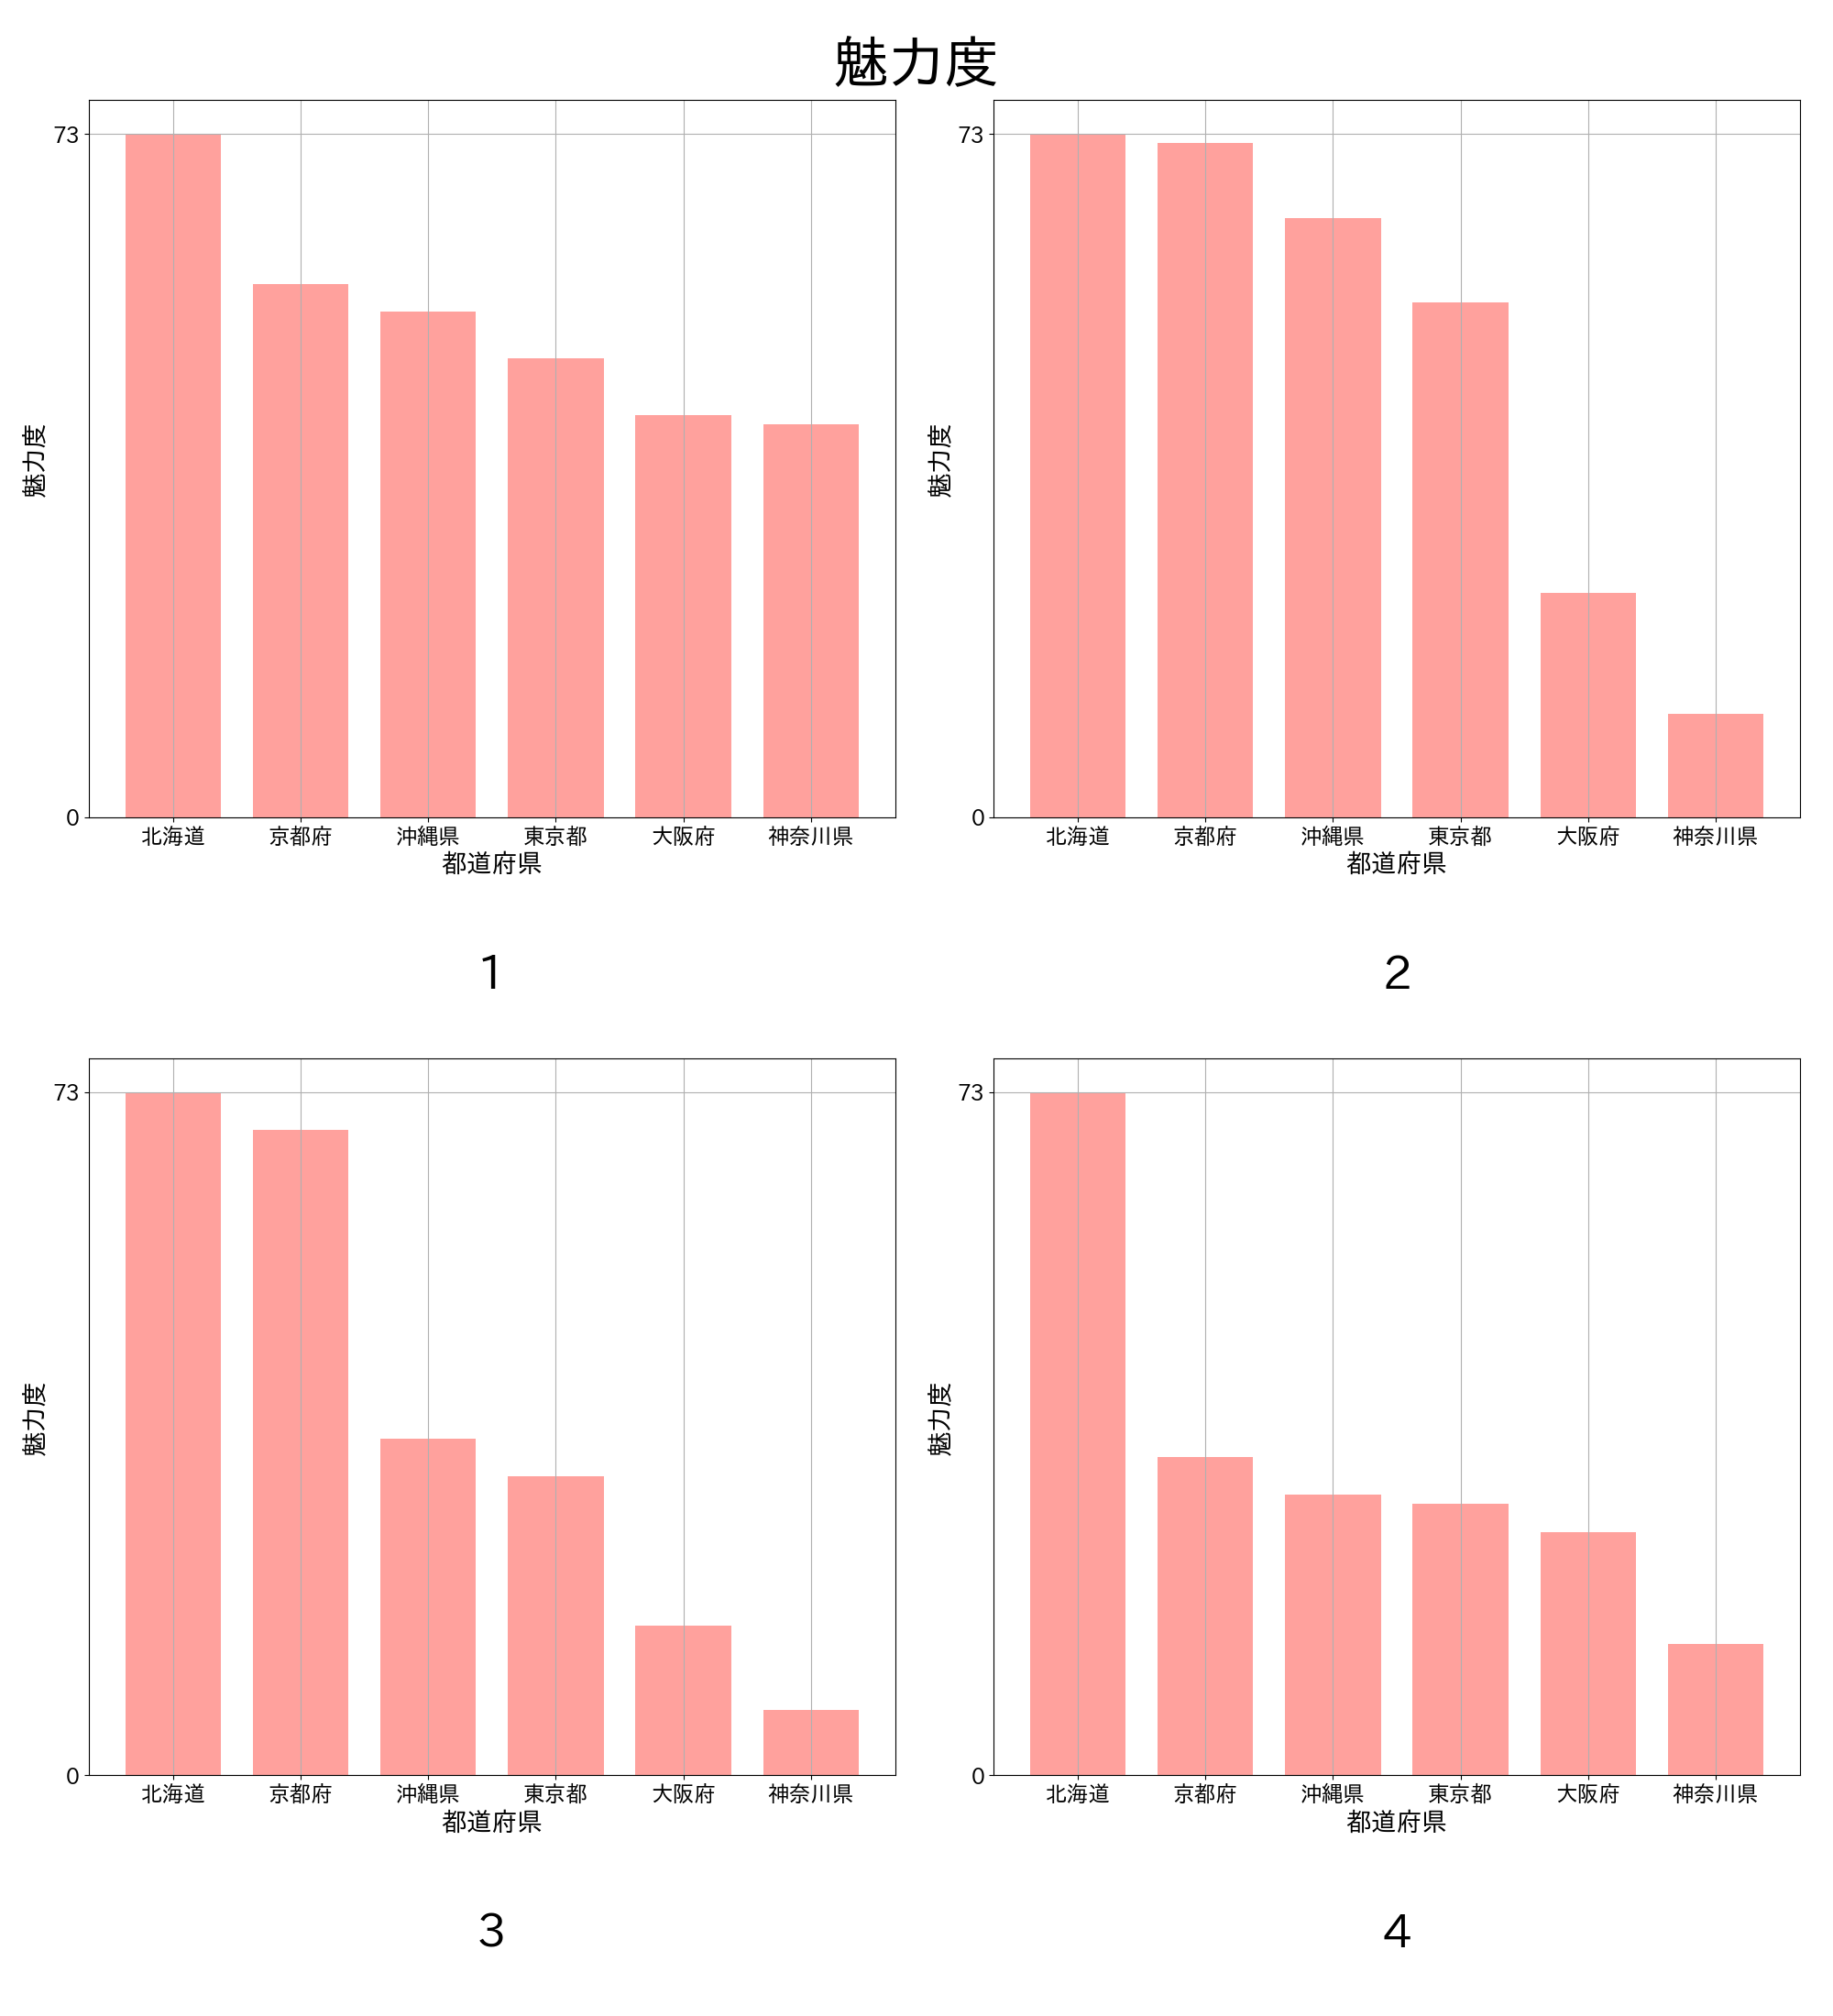 魅力度
73
0
魅力度
北海道 京都府 沖縄県 東京都 大阪府 神奈川県
都道府県
1
73
0
魅力度
北海道 京都府 沖縄県 東京都 大阪府 神奈川県
都道府県
2
73
0
魅力度
北海道 京都府 沖縄県 東京都 大阪府 神奈川県
都道府県
3
73
0
魅力度
北海道 京都府 沖縄県 東京都 大阪府 神奈川県
都道府県
4